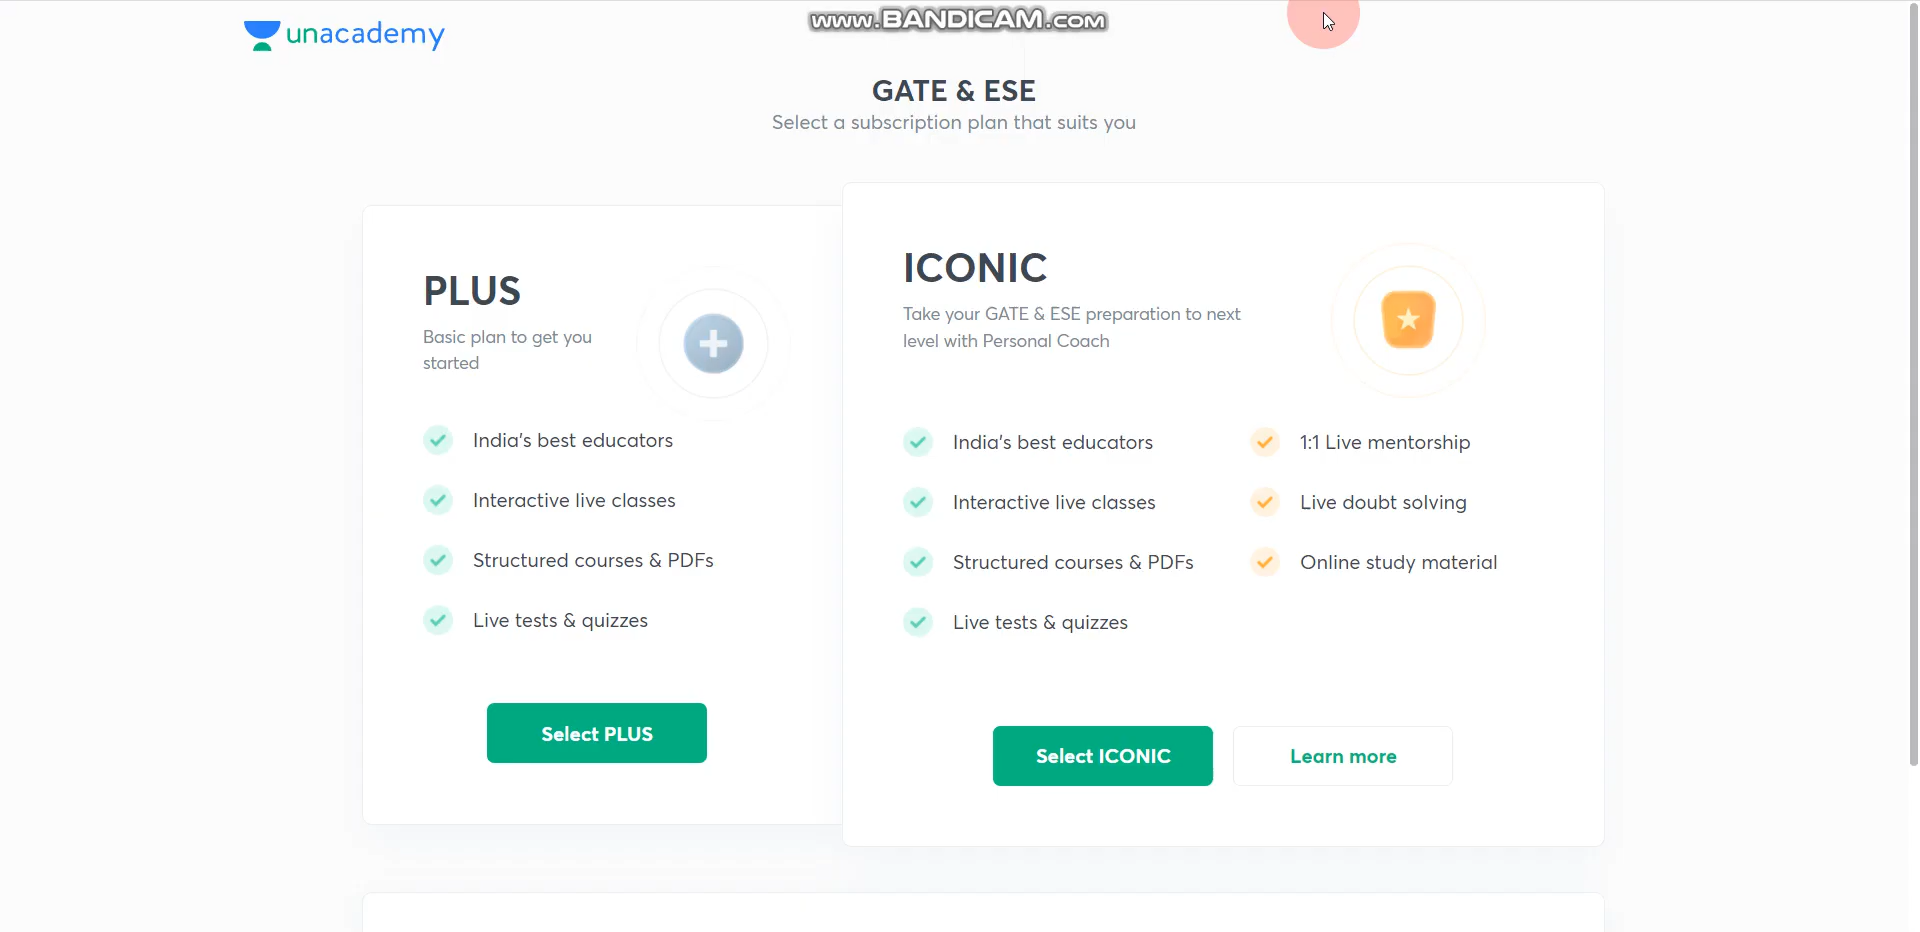 www.BANDICAM.com
unacademy
GATE & ESE
Select a subscription plan that suits you
PLUS
Basic plan to get you
started
India's best educators
Interactive live classes
Structured courses & PDFs
Live tests & quizzes
Select PLUS
ICONIC
Take your GATE & ESE preparation to next
level with Personal Coach
India's best educators
Interactive live classes
Structured courses & PDFs
Live tests & quizzes
1:1 Live mentorship
Live doubt solving
Online study material
Select ICONIC
Learn more